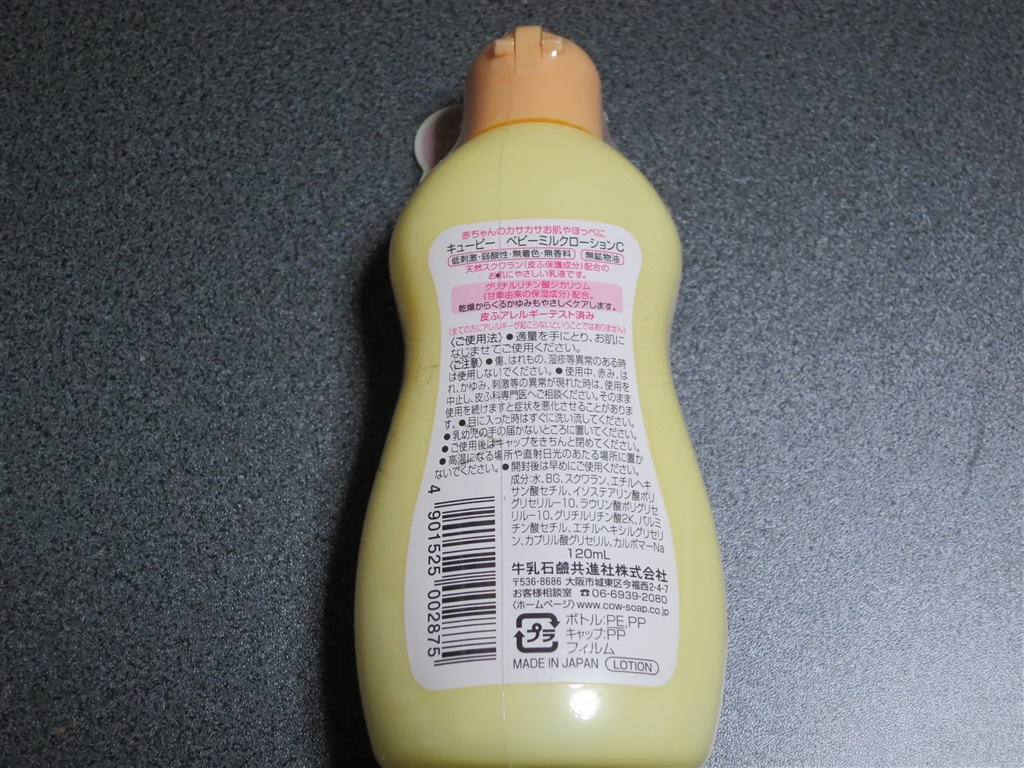 赤ちゃんのカサカサお肌やほっぺに
キューピー ベビーミルクローションC
低刺激・弱酸性・無着色・無香料 無鉱物油
天然スクワラン(皮ふ保護成分)配合の
お肌にやさしい乳液です。
グリチルリチン酸ジカリウム
(甘草由来の保湿成分)配合。
乾燥からくるかゆみもやさしくケアします。
皮ふアレルギーテスト済み
(全ての方にアレルギーが起こらないということではありません)
〈ご使用法〉●適量を手にとり、お肌に
なじませてご使用ください。
〈ご注意〉●傷、はれもの、湿疹等異常のある時
は使用しないでください。●使用中、赤み、は
れ、かゆみ、刺激等の異常が現れた時は、使用を
中止し、皮ふ科専門医へご相談ください。そのまま
使用を続けますと症状を悪化させることがありま
す。●目に入った時はすぐに洗い流してください。
●乳幼児の手の届かないところに置いてください。
●ご使用後はキャップをきちんと閉めてください。
●高温になる場所や直射日光のあたる場所に置か
ないでください。●開封後は早めにご使用ください。
成分:水、BG、スクワラン、エチルヘキ
サン酸セチル、イソステアリン酸ポリ
グリセリル-10、ラウリン酸ポリグリセ
リル-10、グリチルリチン酸2K、パルミ
チン酸セチル、エチルヘキシルグリセリ
ン、カプリル酸グリセリル、カルボマーNa
120mL
牛乳石鹼共進社株式会社
〒536-8686 大阪市城東区今福西2-4-7
お客様相談室 ☎06-6939-2080
〈ホームページ〉www.cow-soap.co.jp
プラ
ボトル:PE,PP
キャップ:PP
フィルム
MADE IN JAPAN LOTION
4 901525 002875